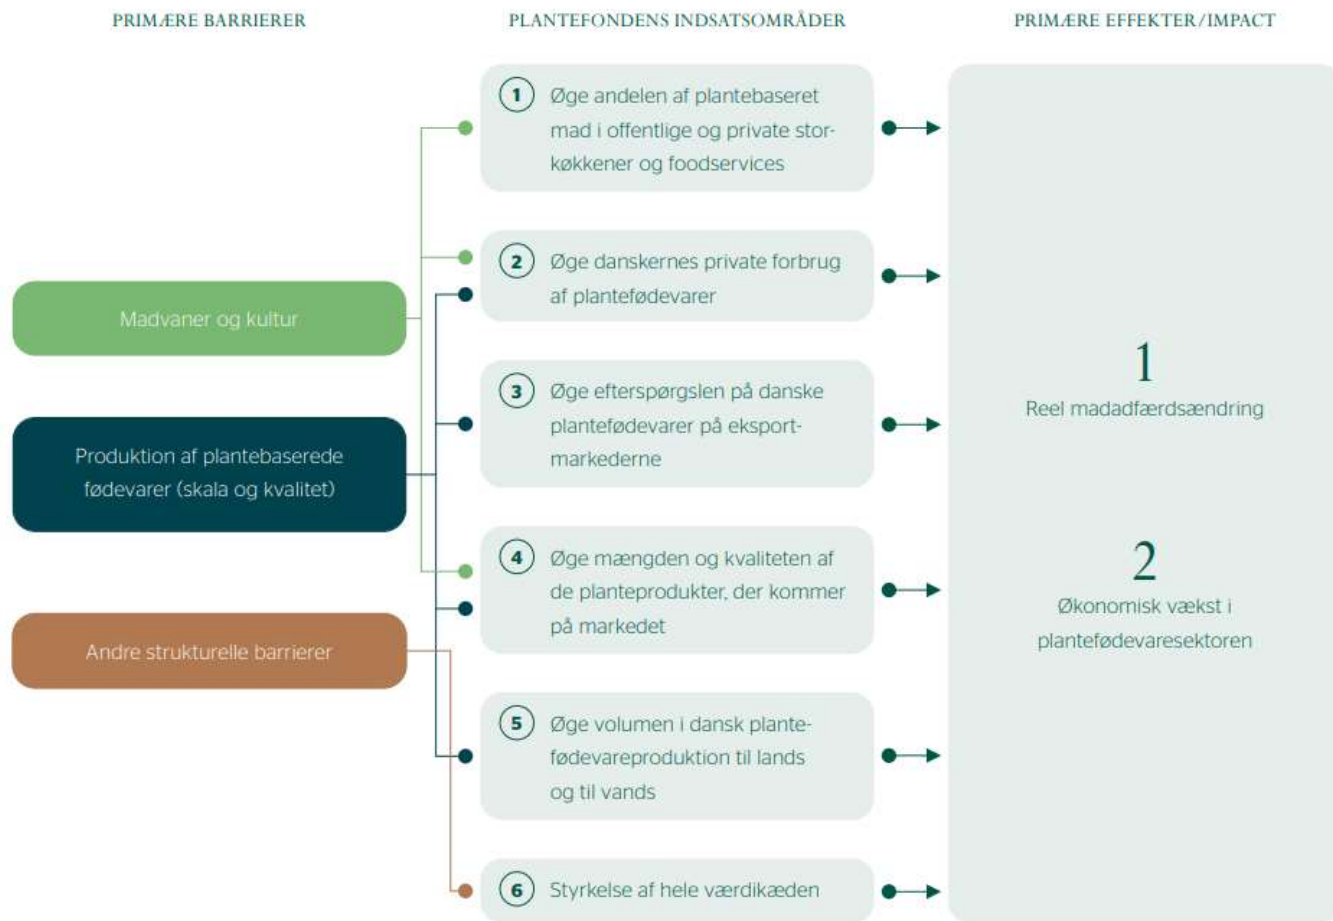 PRIMÆRE BARRIERER
PLANTEFONDENS INDSATSOMRÅDER
PRIMÆRE EFFEKTER/IMPACT
Madvaner og kultur
Produktion af plantebaserede
fødevarer (skala og kvalitet)
Andre strukturelle barrierer
1 Øge andelen af plantebaseret
mad i offentlige og private stor-
køkkener og foodservices
2 Øge danskernes private forbrug
af plantefødevarer
3 Øge efterspørgslen på danske
plantefødevarer på eksport-
markederne
4 Øge mængden og kvaliteten af
de planteprodukter, der kommer
på markedet
5 Øge volumen i dansk plante-
fødevareproduktion til lands
og til vands
6 Styrkelse af hele værdikæden
1
Reel madadfærdsændring
2
Økonomisk vækst i
plantefødevaresektoren